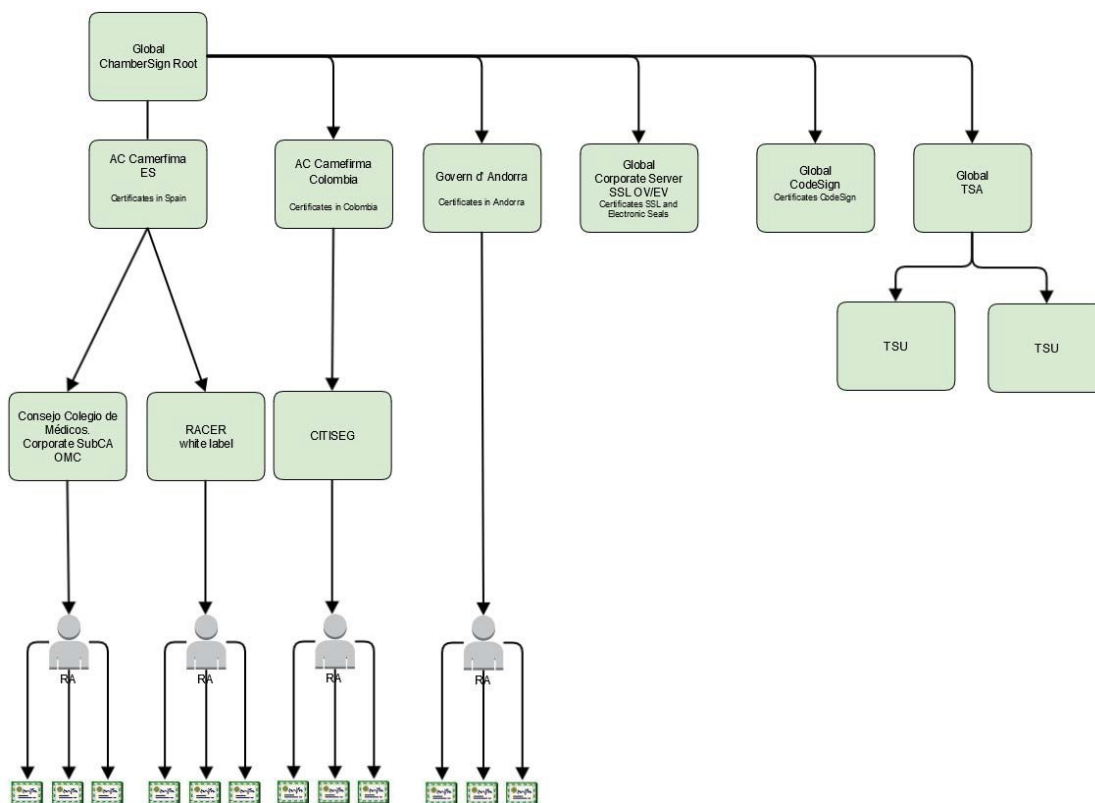 Global
ChamberSign Root
AC Camerfima
ES
Certificates in Spain
AC Camefirma
Colombia
Certificates in Colombia
Govern d' Andorra
Certificates in Andorra
Global
Corporate Server
SSL OV/EV
Certificates SSL and
Electronic Seals
Global
CodeSign
Certificates CodeSign
Global
TSA
TSU
TSU
Consejo Colegio de
Médicos.
Corporate SubCA
OMC
RACER
white label
CITISEG
RA
RA
RA
RA